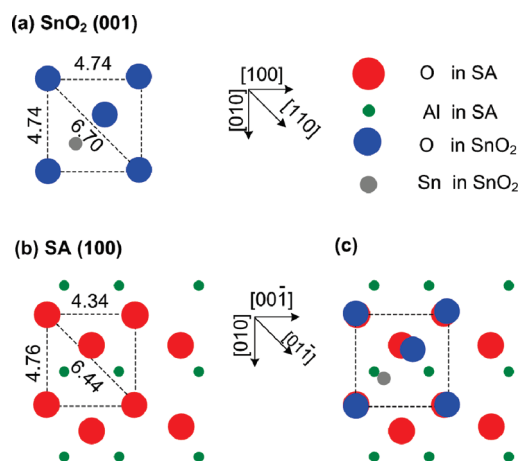 (a) SnO₂ (001)
4.74
4.74
6.70
[100]
[010]
[110]
O in SA
Al in SA
O in SnO₂
Sn in SnO₂
(b) SA (100)
4.34
4.76
6.44
[001̄]
[010]
[011̄]
(c)